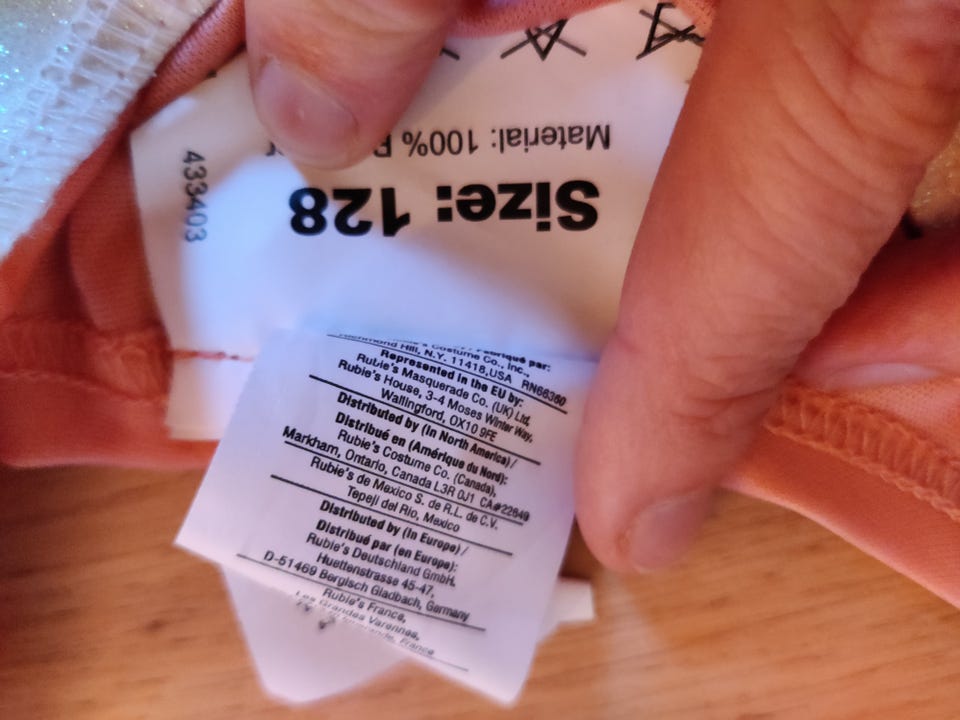 Material: 100%
Size: 128
433403
Costume Co., Inc.,
Richmond Hill, N.Y. 11418,USA RN68360
Represented in the EU by:
Rubie's Masquerade Co. (UK) Ltd,
Rubie's House, 3-4 Moses Winter Way,
Wallingford, OX10 9FE
Distributed by (In North America)/
Distribué en (Amérique du Nord):
Rubie's Costume Co. (Canada),
Markham, Ontario, Canada L3R 0J1 CA#22849
Rubie's de Mexico S. de R.L. de C.V.
Tepeji del Rio, Mexico
Distributed by (In Europe)/
Distribué par (en Europe):
Rubie's Deutschland GmbH.
Huettenstrasse 45-47,
D-51469 Bergisch Gladbach, Germany
Rubie's France,
Les Grandes Varennes,
France